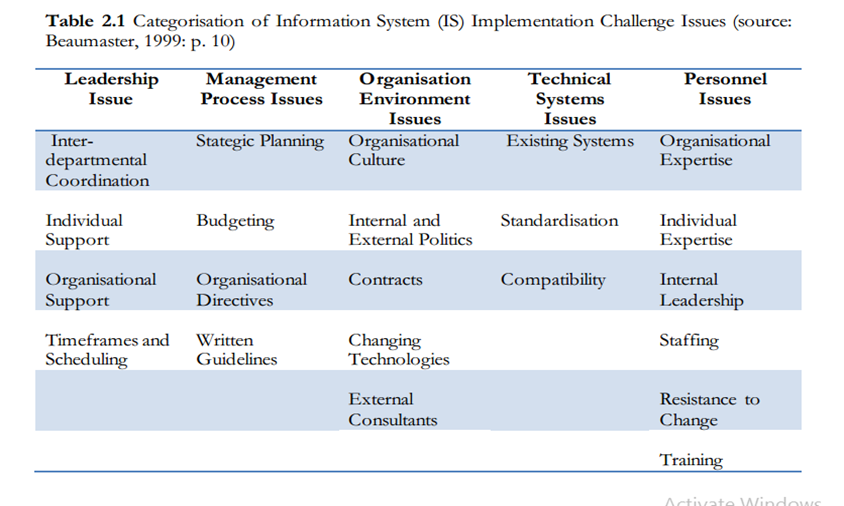 Table 2.1 Categorisation of Information System (IS) Implementation Challenge Issues (source:
Beaumaster, 1999: p. 10)
Leadership Issue | Management Process Issues | Organisation Environment Issues | Technical Systems Issues | Personnel Issues
Inter-departmental Coordination | Stategic Planning | Organisational Culture | Existing Systems | Organisational Expertise
Individual Support | Budgeting | Internal and External Politics | Standardisation | Individual Expertise
Organisational Support | Organisational Directives | Contracts | Compatibility | Internal Leadership
Timeframes and Scheduling | Written Guidelines | Changing Technologies | | Staffing
| | External Consultants | | Resistance to Change
| | | | Training
Activate Windows